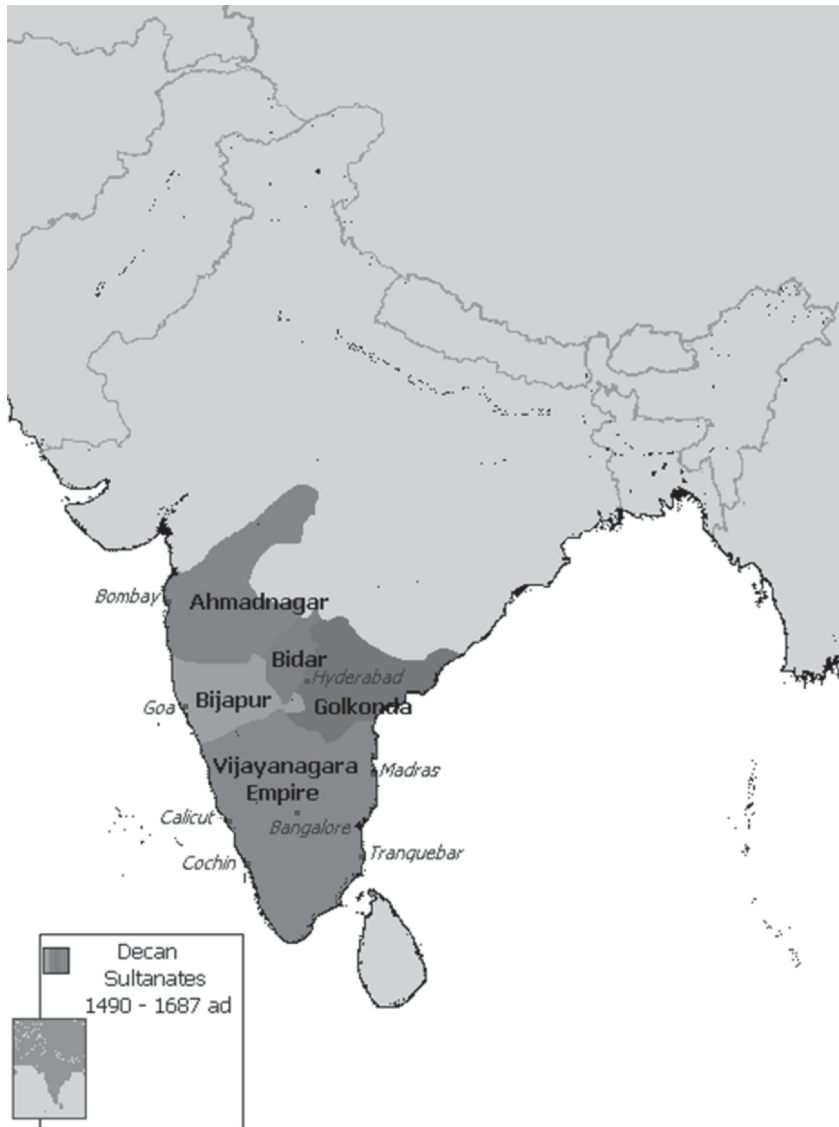 Bombay
Ahmadnagar
Bidar
Hyderabad
Goa
Bijapur
Golkonda
Vijayanagara
Empire
Madras
Calicut
Bangalore
Tranquebar
Cochin
Decan
Sultanates
1490 - 1687 ad